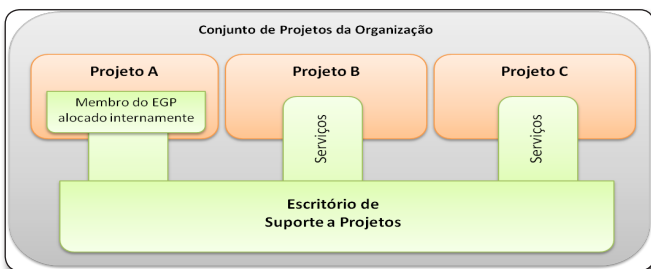 Conjunto de Projetos da Organização
Projeto A
Projeto B
Projeto C
Membro do EGP
alocado internamente
Serviços
Serviços
Escritório de
Suporte a Projetos